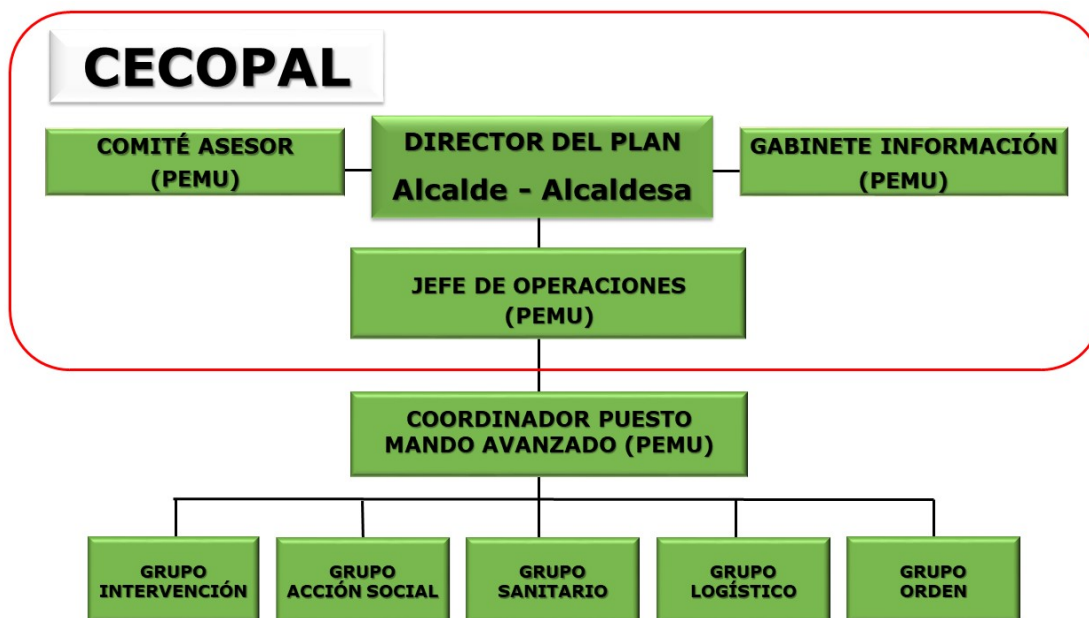 CECOPAL
COMITÉ ASESOR
(PEMU)
DIRECTOR DEL PLAN
Alcalde - Alcaldesa
GABINETE INFORMACIÓN
(PEMU)
JEFE DE OPERACIONES
(PEMU)
COORDINADOR PUESTO
MANDO AVANZADO (PEMU)
GRUPO
INTERVENCIÓN
GRUPO
ACCIÓN SOCIAL
GRUPO
SANITARIO
GRUPO
LOGÍSTICO
GRUPO
ORDEN